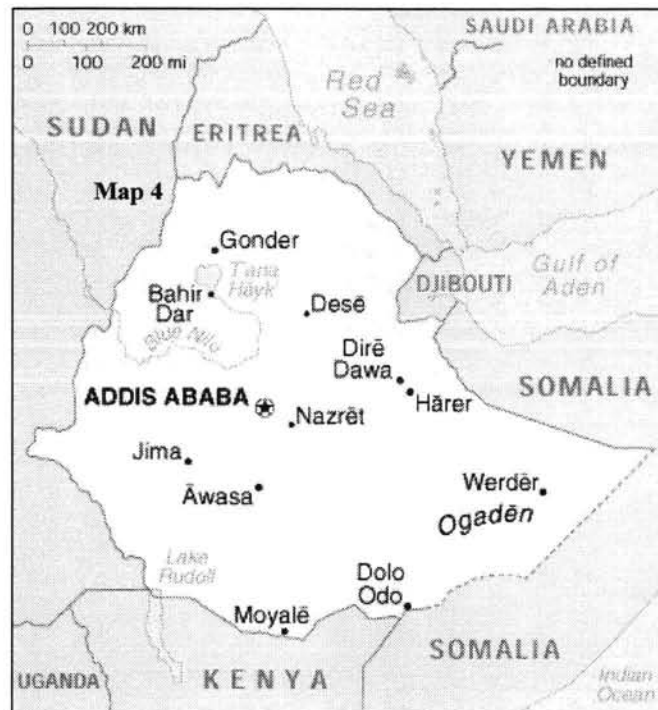 0 100 200 km
0 100 200 mi
SAUDI ARABIA
no defined
boundary
Red
Sea
SUDAN
ERITREA
YEMEN
Map 4
Gonder
T'ana
Hāyk'
Bahir
Dar
Desē
DJIBOUTI
Gulf of
Aden
Blue Nile
Dirē
Dawa
SOMALIA
ADDIS ABABA
Hārer
Nazrēt
Jima
Āwasa
Werdēr
Ogadēn
Lake
Rudolf
Dolo
Odo
Moyalē
SOMALIA
UGANDA
KENYA
Indian
Ocean